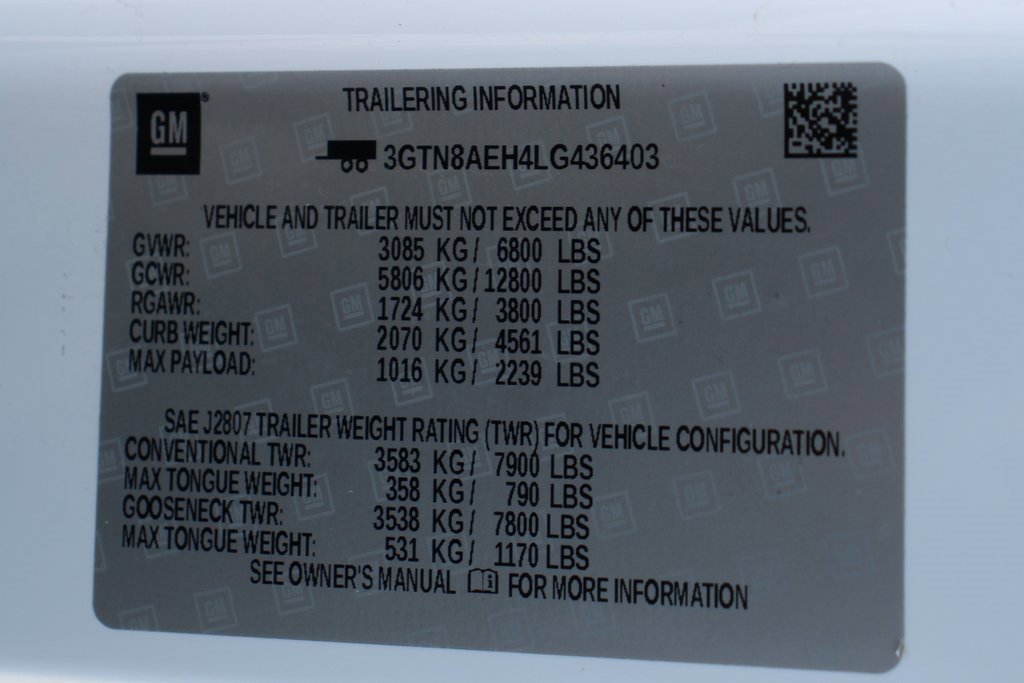 GM®
TRAILERING INFORMATION
3GTN8AEH4LG436403
VEHICLE AND TRAILER MUST NOT EXCEED ANY OF THESE VALUES.
GVWR: 3085 KG/ 6800 LBS
GCWR: 5806 KG/12800 LBS
RGAWR: 1724 KG/ 3800 LBS
CURB WEIGHT: 2070 KG/ 4561 LBS
MAX PAYLOAD: 1016 KG/ 2239 LBS
SAE J2807 TRAILER WEIGHT RATING (TWR) FOR VEHICLE CONFIGURATION.
CONVENTIONAL TWR: 3583 KG/ 7900 LBS
MAX TONGUE WEIGHT: 358 KG/ 790 LBS
GOOSENECK TWR: 3538 KG/ 7800 LBS
MAX TONGUE WEIGHT: 531 KG/ 1170 LBS
SEE OWNER'S MANUAL FOR MORE INFORMATION